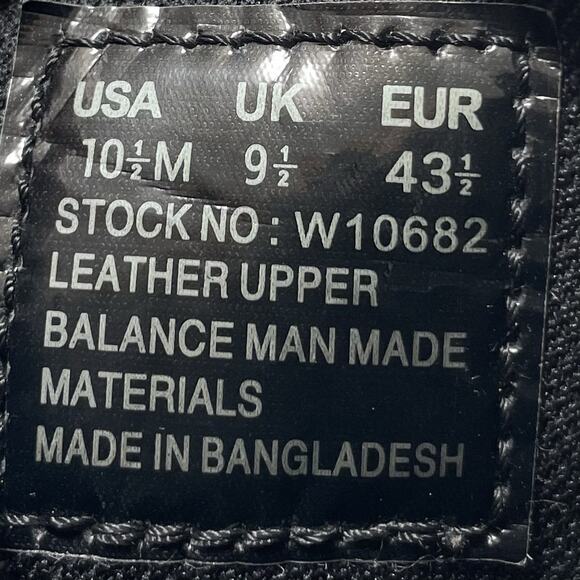 USA UK EUR
10½M 9½ 43½
STOCK NO : W10682
LEATHER UPPER
BALANCE MAN MADE
MATERIALS
MADE IN BANGLADESH